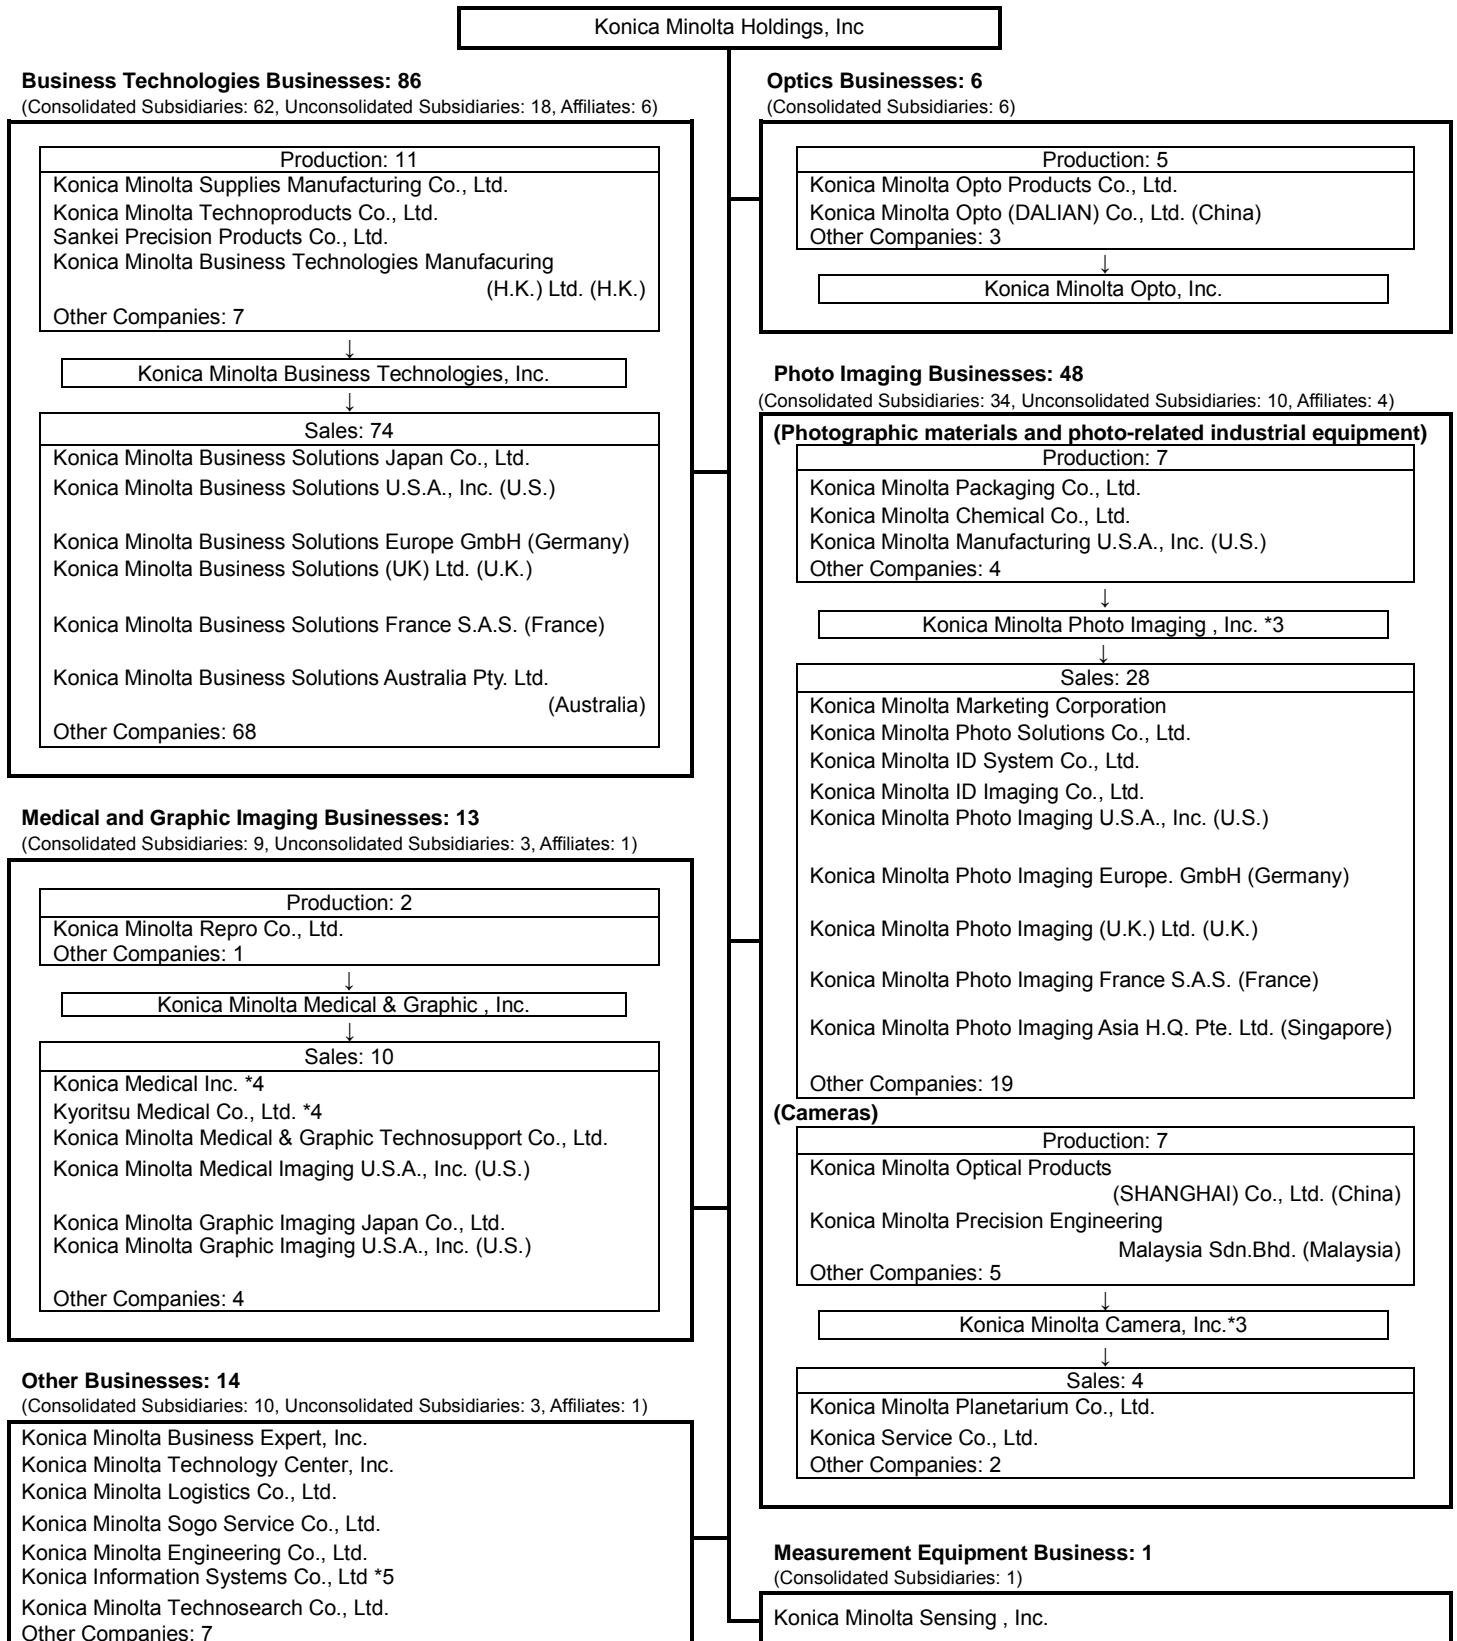 Konica Minolta Holdings, Inc
Business Technologies Businesses: 86
(Consolidated Subsidiaries: 62, Unconsolidated Subsidiaries: 18, Affiliates: 6)
Production: 11
Konica Minolta Supplies Manufacturing Co., Ltd.
Konica Minolta Technoproducts Co., Ltd.
Sankei Precision Products Co., Ltd.
Konica Minolta Business Technologies Manufacuring
(H.K.) Ltd. (H.K.)
Other Companies: 7
↓
Konica Minolta Business Technologies, Inc.
↓
Sales: 74
Konica Minolta Business Solutions Japan Co., Ltd.
Konica Minolta Business Solutions U.S.A., Inc. (U.S.)
Konica Minolta Business Solutions Europe GmbH (Germany)
Konica Minolta Business Solutions (UK) Ltd. (U.K.)
Konica Minolta Business Solutions France S.A.S. (France)
Konica Minolta Business Solutions Australia Pty. Ltd.
(Australia)
Other Companies: 68
Medical and Graphic Imaging Businesses: 13
(Consolidated Subsidiaries: 9, Unconsolidated Subsidiaries: 3, Affiliates: 1)
Production: 2
Konica Minolta Repro Co., Ltd.
Other Companies: 1
↓
Konica Minolta Medical & Graphic , Inc.
↓
Sales: 10
Konica Medical Inc. *4
Kyoritsu Medical Co., Ltd. *4
Konica Minolta Medical & Graphic Technosupport Co., Ltd.
Konica Minolta Medical Imaging U.S.A., Inc. (U.S.)
Konica Minolta Graphic Imaging Japan Co., Ltd.
Konica Minolta Graphic Imaging U.S.A., Inc. (U.S.)
Other Companies: 4
Other Businesses: 14
(Consolidated Subsidiaries: 10, Unconsolidated Subsidiaries: 3, Affiliates: 1)
Konica Minolta Business Expert, Inc.
Konica Minolta Technology Center, Inc.
Konica Minolta Logistics Co., Ltd.
Konica Minolta Sogo Service Co., Ltd.
Konica Minolta Engineering Co., Ltd.
Konica Information Systems Co., Ltd *5
Konica Minolta Technosearch Co., Ltd.
Other Companies: 7
Optics Businesses: 6
(Consolidated Subsidiaries: 6)
Production: 5
Konica Minolta Opto Products Co., Ltd.
Konica Minolta Opto (DALIAN) Co., Ltd. (China)
Other Companies: 3
↓
Konica Minolta Opto, Inc.
Photo Imaging Businesses: 48
(Consolidated Subsidiaries: 34, Unconsolidated Subsidiaries: 10, Affiliates: 4)
(Photographic materials and photo-related industrial equipment)
Production: 7
Konica Minolta Packaging Co., Ltd.
Konica Minolta Chemical Co., Ltd.
Konica Minolta Manufacturing U.S.A., Inc. (U.S.)
Other Companies: 4
↓
Konica Minolta Photo Imaging , Inc. *3
↓
Sales: 28
Konica Minolta Marketing Corporation
Konica Minolta Photo Solutions Co., Ltd.
Konica Minolta ID System Co., Ltd.
Konica Minolta ID Imaging Co., Ltd.
Konica Minolta Photo Imaging U.S.A., Inc. (U.S.)
Konica Minolta Photo Imaging Europe. GmbH (Germany)
Konica Minolta Photo Imaging (U.K.) Ltd. (U.K.)
Konica Minolta Photo Imaging France S.A.S. (France)
Konica Minolta Photo Imaging Asia H.Q. Pte. Ltd. (Singapore)
Other Companies: 19
(Cameras)
Production: 7
Konica Minolta Optical Products
(SHANGHAI) Co., Ltd. (China)
Konica Minolta Precision Engineering
Malaysia Sdn.Bhd. (Malaysia)
Other Companies: 5
↓
Konica Minolta Camera, Inc.*3
↓
Sales: 4
Konica Minolta Planetarium Co., Ltd.
Konica Service Co., Ltd.
Other Companies: 2
Measurement Equipment Business: 1
(Consolidated Subsidiaries: 1)
Konica Minolta Sensing , Inc.